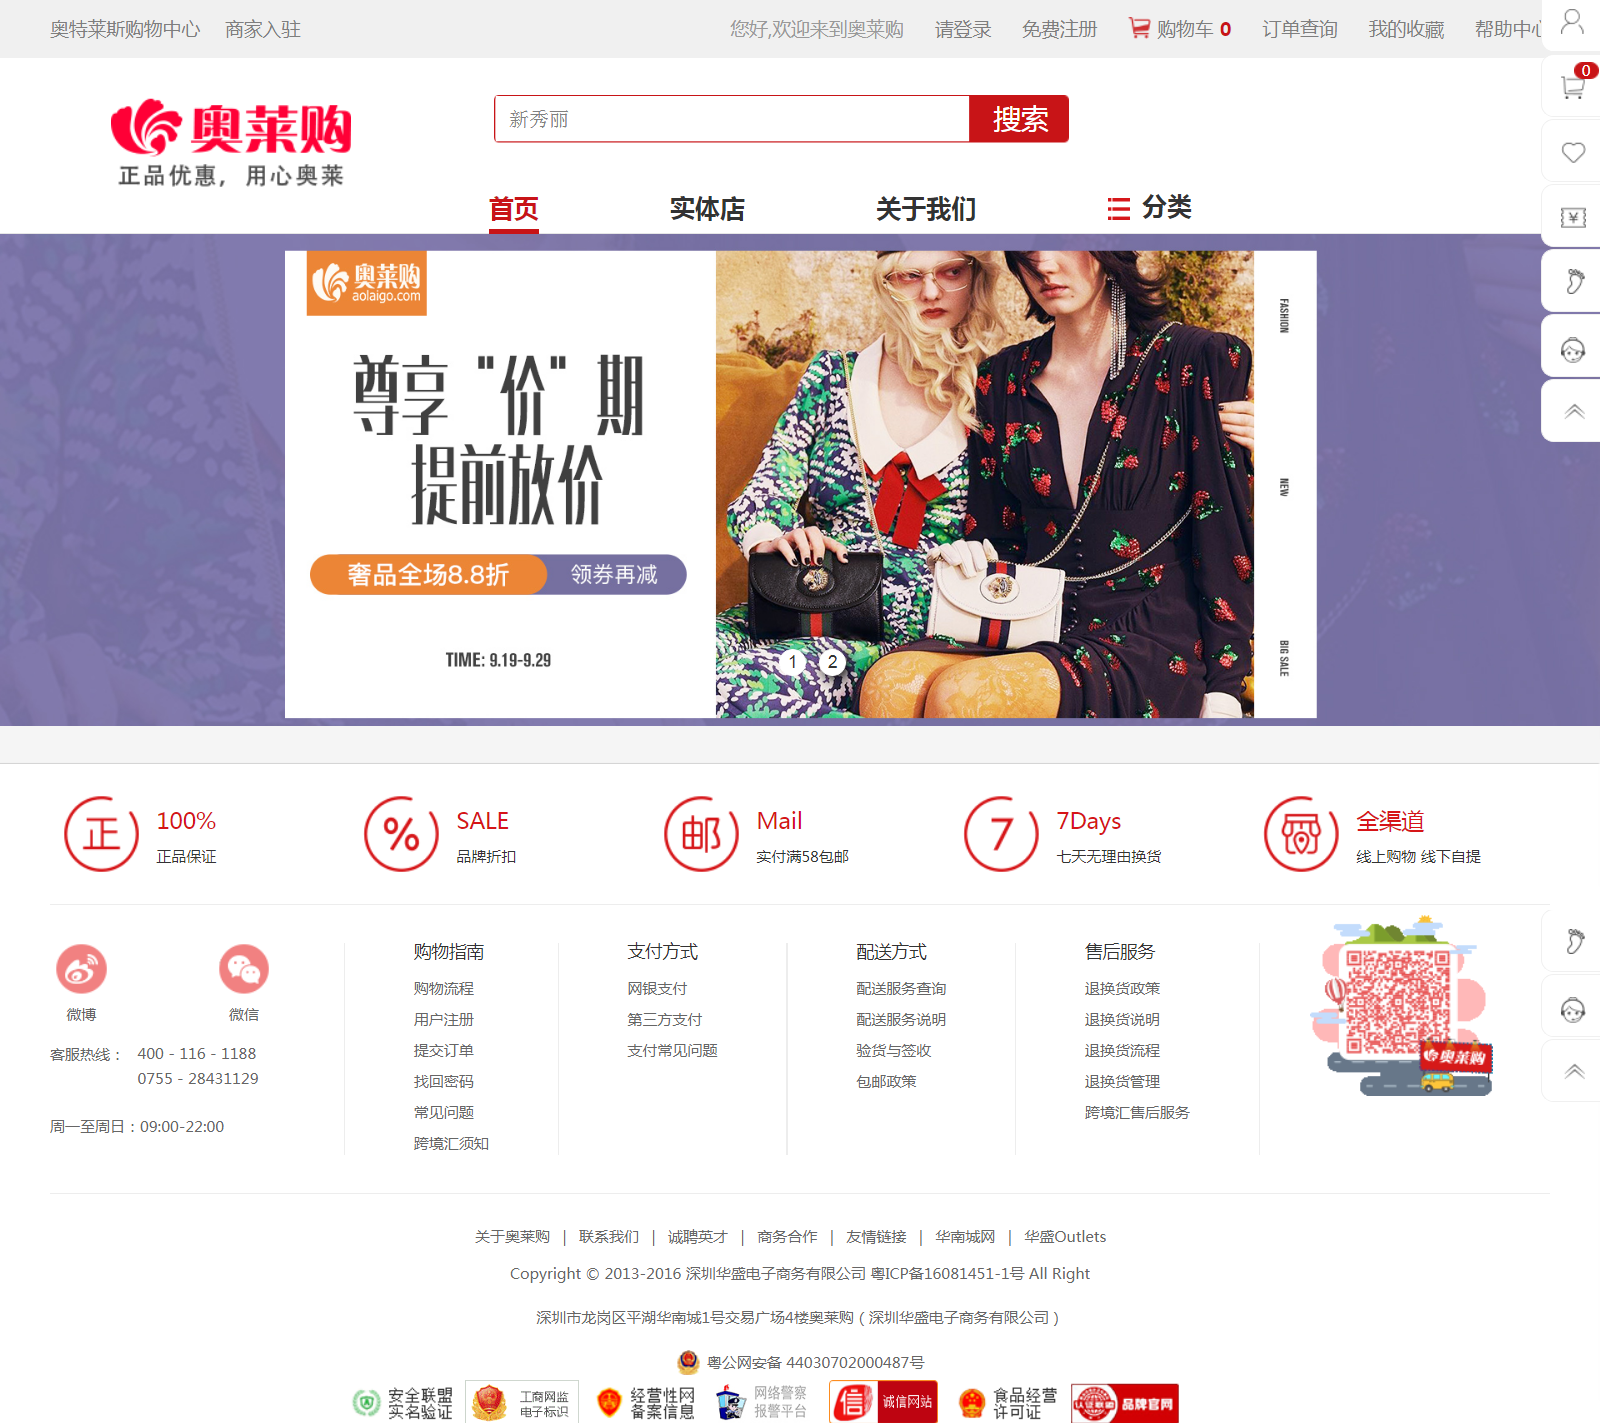 奥特莱斯购物中心 商家入驻 您好,欢迎来到奥莱购 请登录 免费注册 购物车 0 订单查询 我的收藏 帮助中心
0
奥莱购
正品优惠，用心奥莱
新秀丽 搜索
首页 实体店 关于我们 分类
奥莱购
aolaigo.com
尊享 "价" 期
提前放价
奢品全场8.8折 领券再减
TIME: 9.19-9.29
FASHION
NEW
BIG SALE
1 2
正 100%
正品保证
% SALE
品牌折扣
邮 Mail
实付满58包邮
7 7Days
七天无理由换货
全渠道
线上购物 线下自提
微博 微信
客服热线： 400 - 116 - 1188
0755 - 28431129
周一至周日：09:00-22:00
购物指南
购物流程
用户注册
提交订单
找回密码
常见问题
跨境汇须知
支付方式
网银支付
第三方支付
支付常见问题
配送方式
配送服务查询
配送服务说明
验货与签收
包邮政策
售后服务
退换货政策
退换货说明
退换货流程
退换货管理
跨境汇售后服务
奥莱购
关于奥莱购 | 联系我们 | 诚聘英才 | 商务合作 | 友情链接 | 华南城网 | 华盛Outlets
Copyright © 2013-2016 深圳华盛电子商务有限公司 粤ICP备16081451-1号 All Right
深圳市龙岗区平湖华南城1号交易广场4楼奥莱购 ( 深圳华盛电子商务有限公司 )
粤公网安备 44030702000487号
安全联盟
实名验证
工商网监
电子标识
经营性网
备案信息
网络警察
报警平台
信 诚信网站
食品经营
许可证
认证联盟 品牌官网